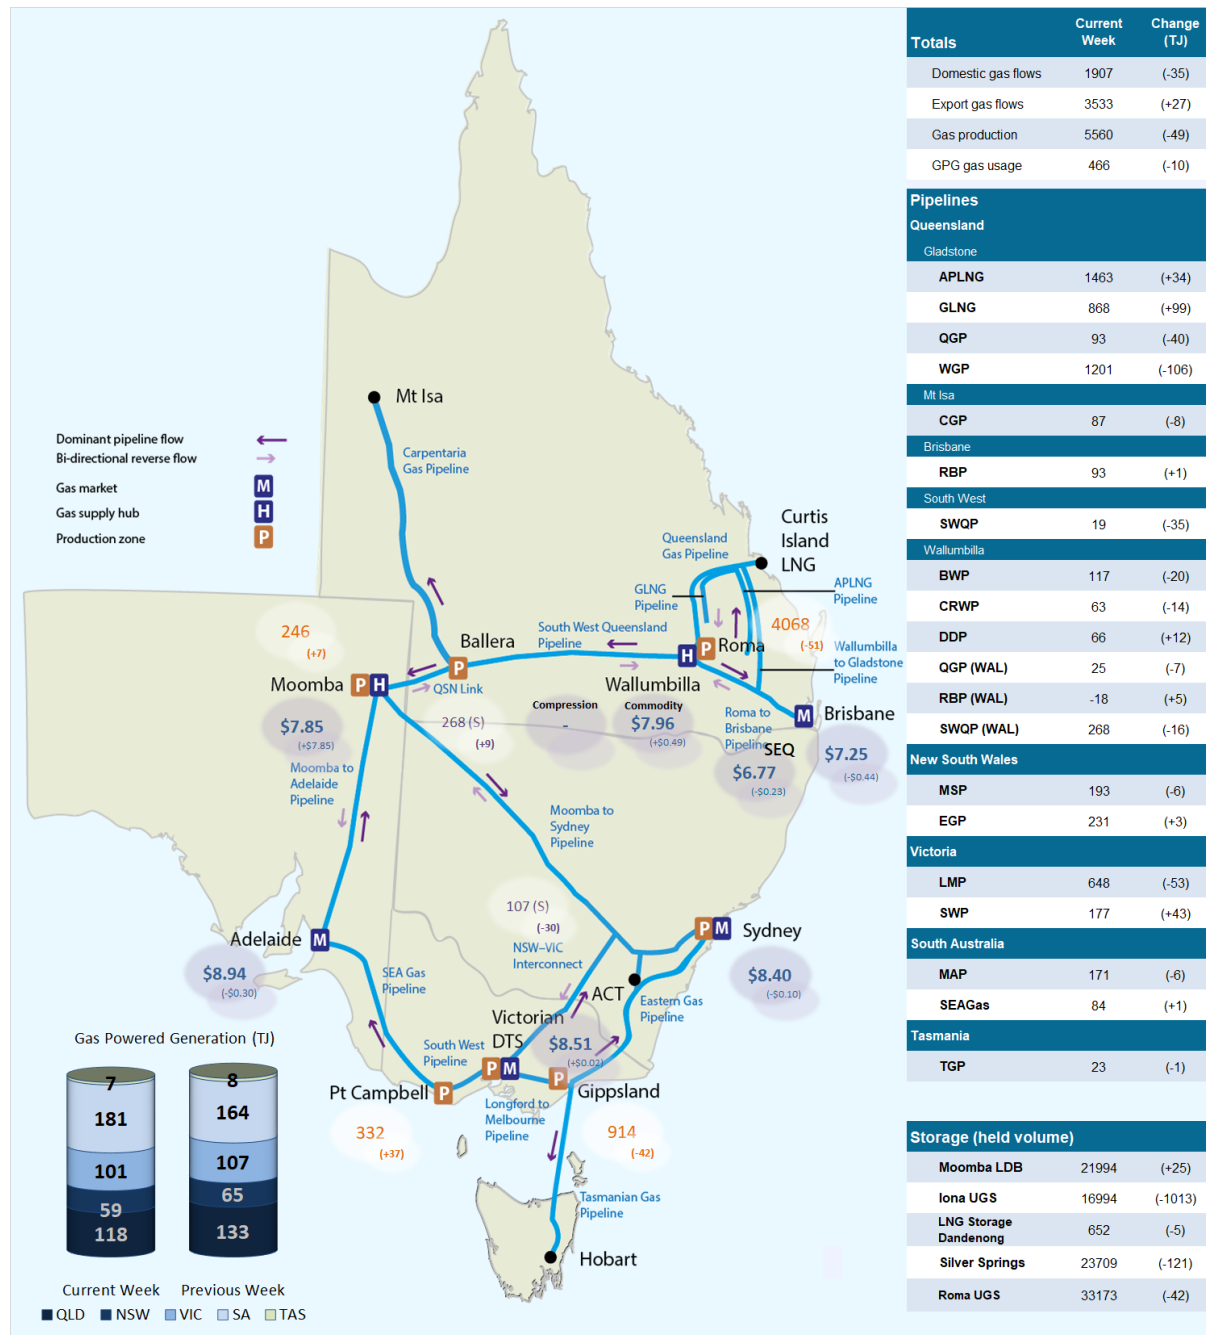 Mt Isa
Dominant pipeline flow
Bi-directional reverse flow
Gas market M
Gas supply hub H
Production zone P
Carpentaria
Gas Pipeline
Curtis
Island
LNG
Queensland
Gas Pipeline
GLNG
Pipeline
APLNG
Pipeline
4068
(-51)
246
(+7)
Ballera
P
South West Queensland
Pipeline
H P Roma
Wallumbilla
to Gladstone
Pipeline
Moomba P H
QSN Link
Wallumbilla
268 (S)
(+9)
Compression
-
Commodity
$7.96
(+$0.49)
Roma to
Brisbane
Pipeline
M Brisbane
$7.85
(+$7.85)
SEQ
$6.77
(-$0.23)
$7.25
(-$0.44)
Moomba to
Adelaide
Pipeline
Moomba to
Sydney
Pipeline
107 (S)
(-30)
NSW–VIC
Interconnect
P M Sydney
Adelaide M
$8.94
(-$0.30)
SEA Gas
Pipeline
$8.40
(-$0.10)
ACT
Eastern Gas
Pipeline
Victorian
DTS
$8.51
(+$0.02)
South West
Pipeline
P M
P
Pt Campbell P
Gippsland
Longford to
Melbourne
Pipeline
332
(+37)
914
(-42)
Tasmanian Gas
Pipeline
Hobart
Gas Powered Generation (TJ)
7
181
101
59
118
8
164
107
65
133
Current Week Previous Week
QLD NSW VIC SA TAS
Totals Current Week Change (TJ)
Domestic gas flows 1907 (-35)
Export gas flows 3533 (+27)
Gas production 5560 (-49)
GPG gas usage 466 (-10)
Pipelines
Queensland
Gladstone
APLNG 1463 (+34)
GLNG 868 (+99)
QGP 93 (-40)
WGP 1201 (-106)
Mt Isa
CGP 87 (-8)
Brisbane
RBP 93 (+1)
South West
SWQP 19 (-35)
Wallumbilla
BWP 117 (-20)
CRWP 63 (-14)
DDP 66 (+12)
QGP (WAL) 25 (-7)
RBP (WAL) -18 (+5)
SWQP (WAL) 268 (-16)
New South Wales
MSP 193 (-6)
EGP 231 (+3)
Victoria
LMP 648 (-53)
SWP 177 (+43)
South Australia
MAP 171 (-6)
SEAGas 84 (+1)
Tasmania
TGP 23 (-1)
Storage (held volume)
Moomba LDB 21994 (+25)
Iona UGS 16994 (-1013)
LNG Storage
Dandenong 652 (-5)
Silver Springs 23709 (-121)
Roma UGS 33173 (-42)